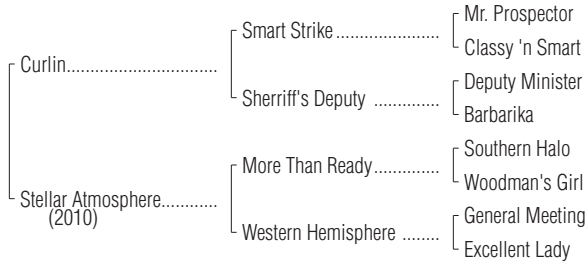 Mr. Prospector
Smart Strike......................
Classy 'n Smart
Curlin................................
Deputy Minister
Sherriff's Deputy ..............
Barbarika
Southern Halo
More Than Ready..............
Woodman's Girl
Stellar Atmosphere............
(2010)
General Meeting
Western Hemisphere ........
Excellent Lady